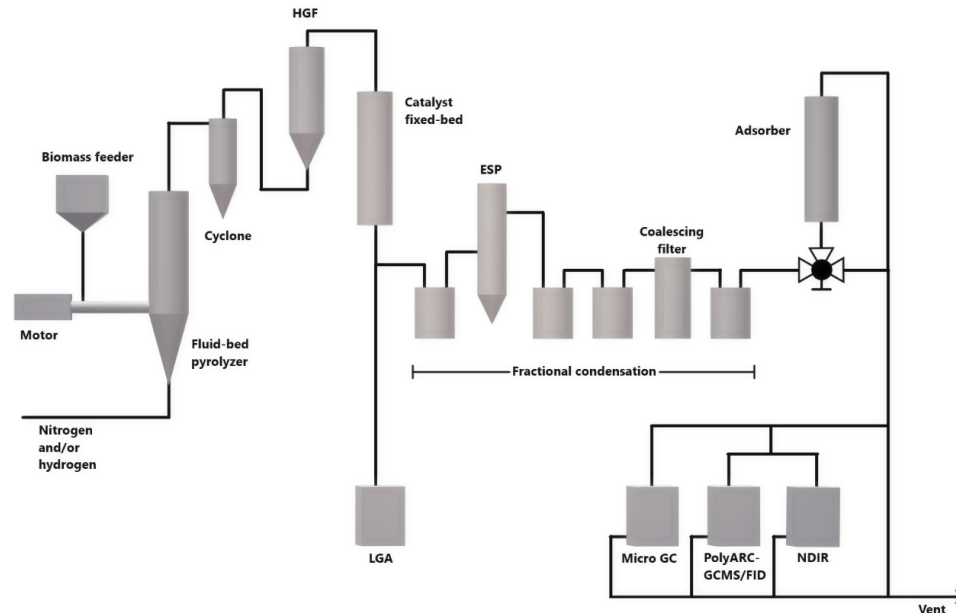 HGF
Catalyst
fixed-bed
Adsorber
Biomass feeder
ESP
Cyclone
Coalescing
filter
Motor
Fluid-bed
pyrolyzer
Fractional condensation
Nitrogen
and/or
hydrogen
LGA
Micro GC
PolyARC-
GCMS/FID
NDIR
Vent